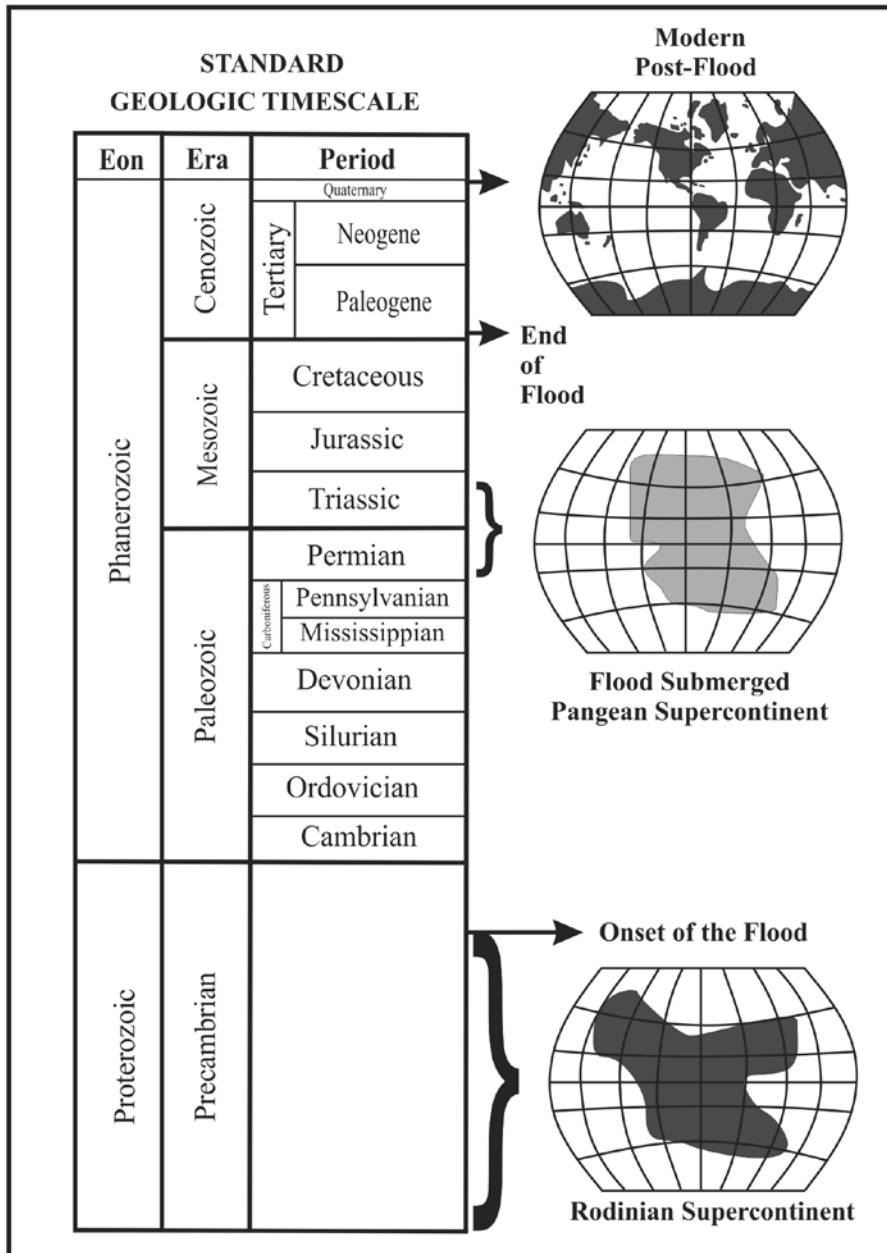 STANDARD
GEOLOGIC TIMESCALE
Eon Era Period
Phanerozoic
Cenozoic
Quaternary
Tertiary
Neogene
Paleogene
Mesozoic
Cretaceous
Jurassic
Triassic
Paleozoic
Permian
Carboniferous
Pennsylvanian
Mississippian
Devonian
Silurian
Ordovician
Cambrian
Proterozoic
Precambrian
Modern
Post-Flood
End
of
Flood
Flood Submerged
Pangean Supercontinent
Onset of the Flood
Rodinian Supercontinent